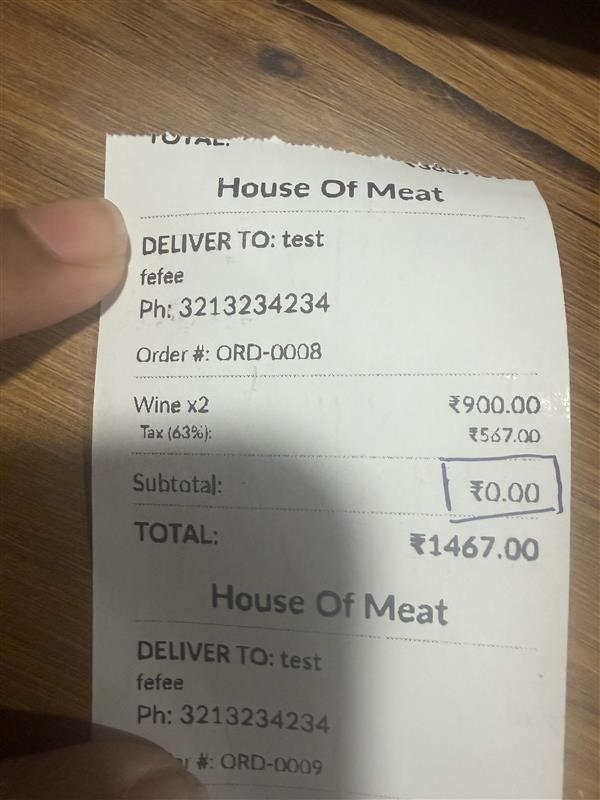 TOTAL:
House Of Meat
DELIVER TO: test
fefee
Ph: 3213234234
Order #: ORD-0008
Wine x2 ₹900.00
Tax (63%): ₹567.00
Subtotal: ₹0.00
TOTAL: ₹1467.00
House Of Meat
DELIVER TO: test
fefee
Ph: 3213234234
#: ORD-0009